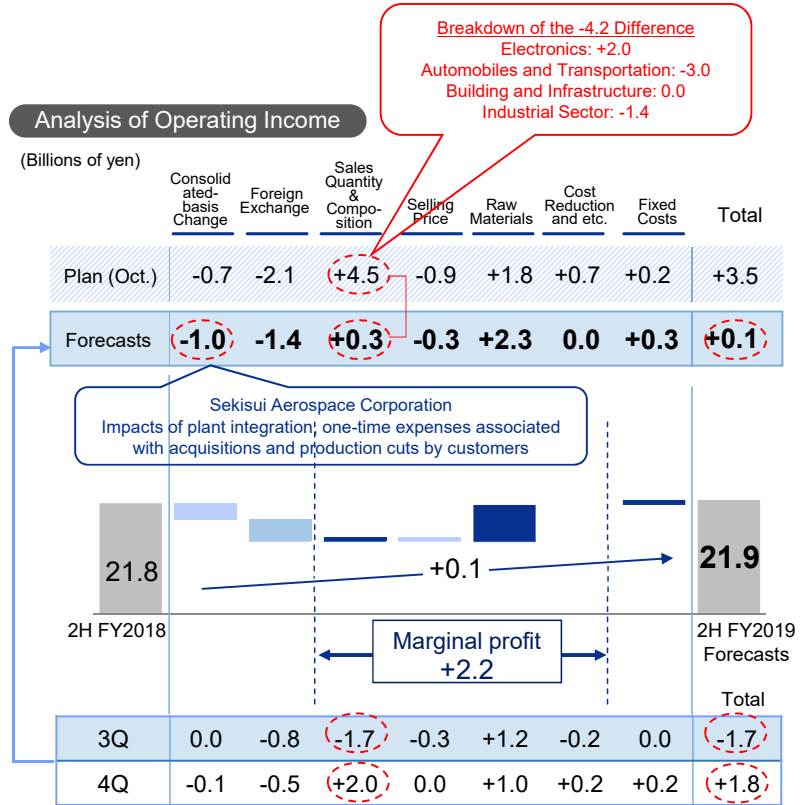 Breakdown of the -4.2 Difference
Electronics: +2.0
Automobiles and Transportation: -3.0
Building and Infrastructure: 0.0
Industrial Sector: -1.4
Analysis of Operating Income
(Billions of yen)
Consolid
ated-
basis
Change
Foreign
Exchange
Sales
Quantity
&
Compo-
sition
Selling
Price
Raw
Materials
Cost
Reduction
and etc.
Fixed
Costs
Total
Plan (Oct.) -0.7 -2.1 +4.5 -0.9 +1.8 +0.7 +0.2 +3.5
Forecasts -1.0 -1.4 +0.3 -0.3 +2.3 0.0 +0.3 +0.1
Sekisui Aerospace Corporation
Impacts of plant integration, one-time expenses associated
with acquisitions and production cuts by customers
21.8
+0.1
21.9
2H FY2018
2H FY2019
Forecasts
Marginal profit
+2.2
Total
3Q 0.0 -0.8 -1.7 -0.3 +1.2 -0.2 0.0 -1.7
4Q -0.1 -0.5 +2.0 0.0 +1.0 +0.2 +0.2 +1.8